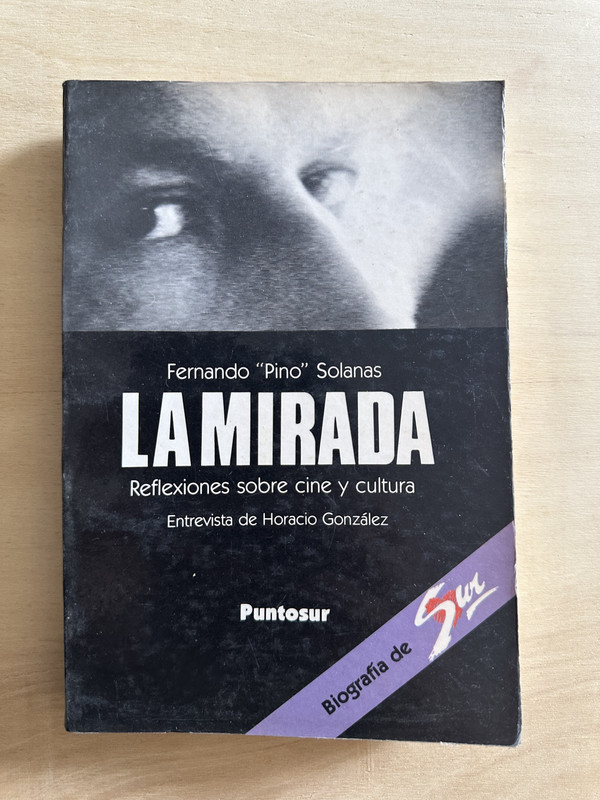 Fernando “Pino” Solanas
LA MIRADA
Reflexiones sobre cine y cultura
Entrevista de Horacio González
Puntosur
Biografía de Sur